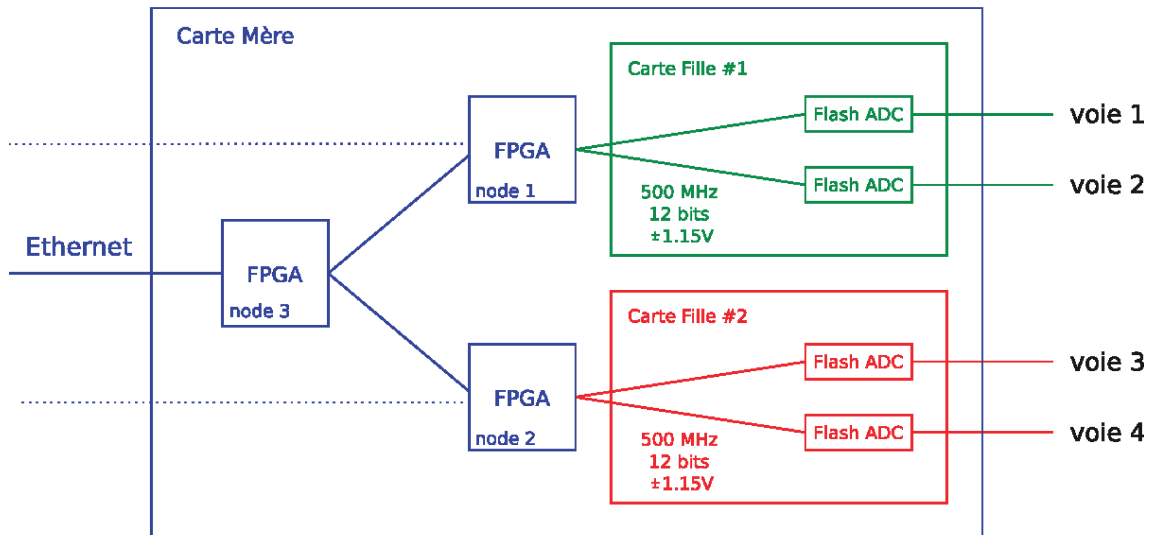 Carte Mère
Carte Fille #1
Flash ADC
voie 1
FPGA
node 1
Flash ADC
voie 2
500 MHz
12 bits
±1.15V
Ethernet
FPGA
node 3
Carte Fille #2
Flash ADC
voie 3
FPGA
node 2
Flash ADC
voie 4
500 MHz
12 bits
±1.15V